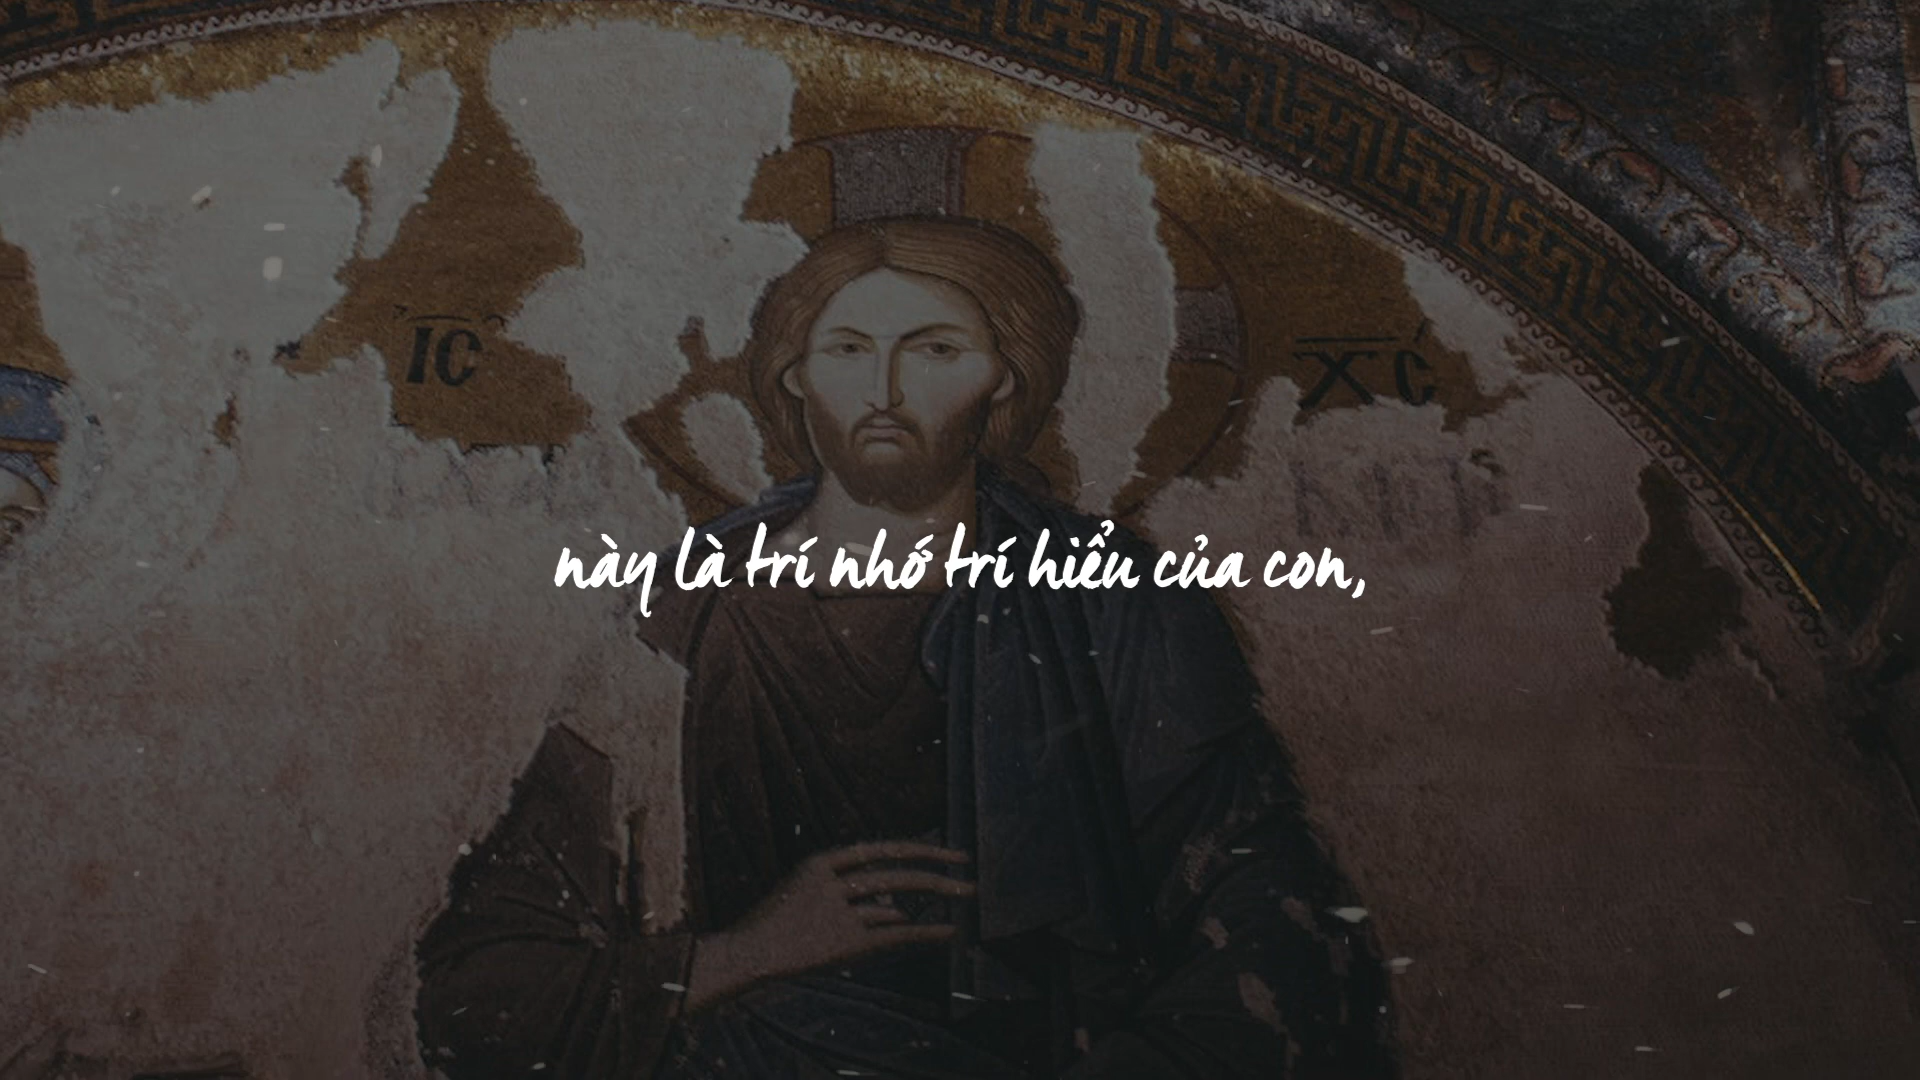 IC XC
này là trí nhớ trí hiểu của con,